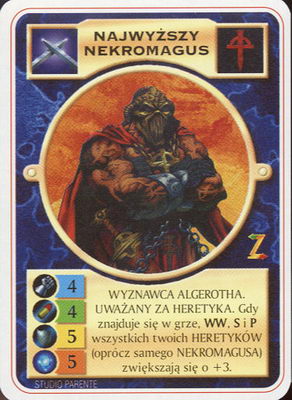 NAJWYŻSZY
NEKROMAGUS
Z
4
4
5
5
WYZNAWCA ALGEROTHA.
UWAŻANY ZA HERETYKA. Gdy
znajduje się w grze, WW, S i P
wszystkich twoich HERETYKÓW
(oprócz samego NEKROMAGUSA)
zwiększają się o +3.
STUDIO PARENTE